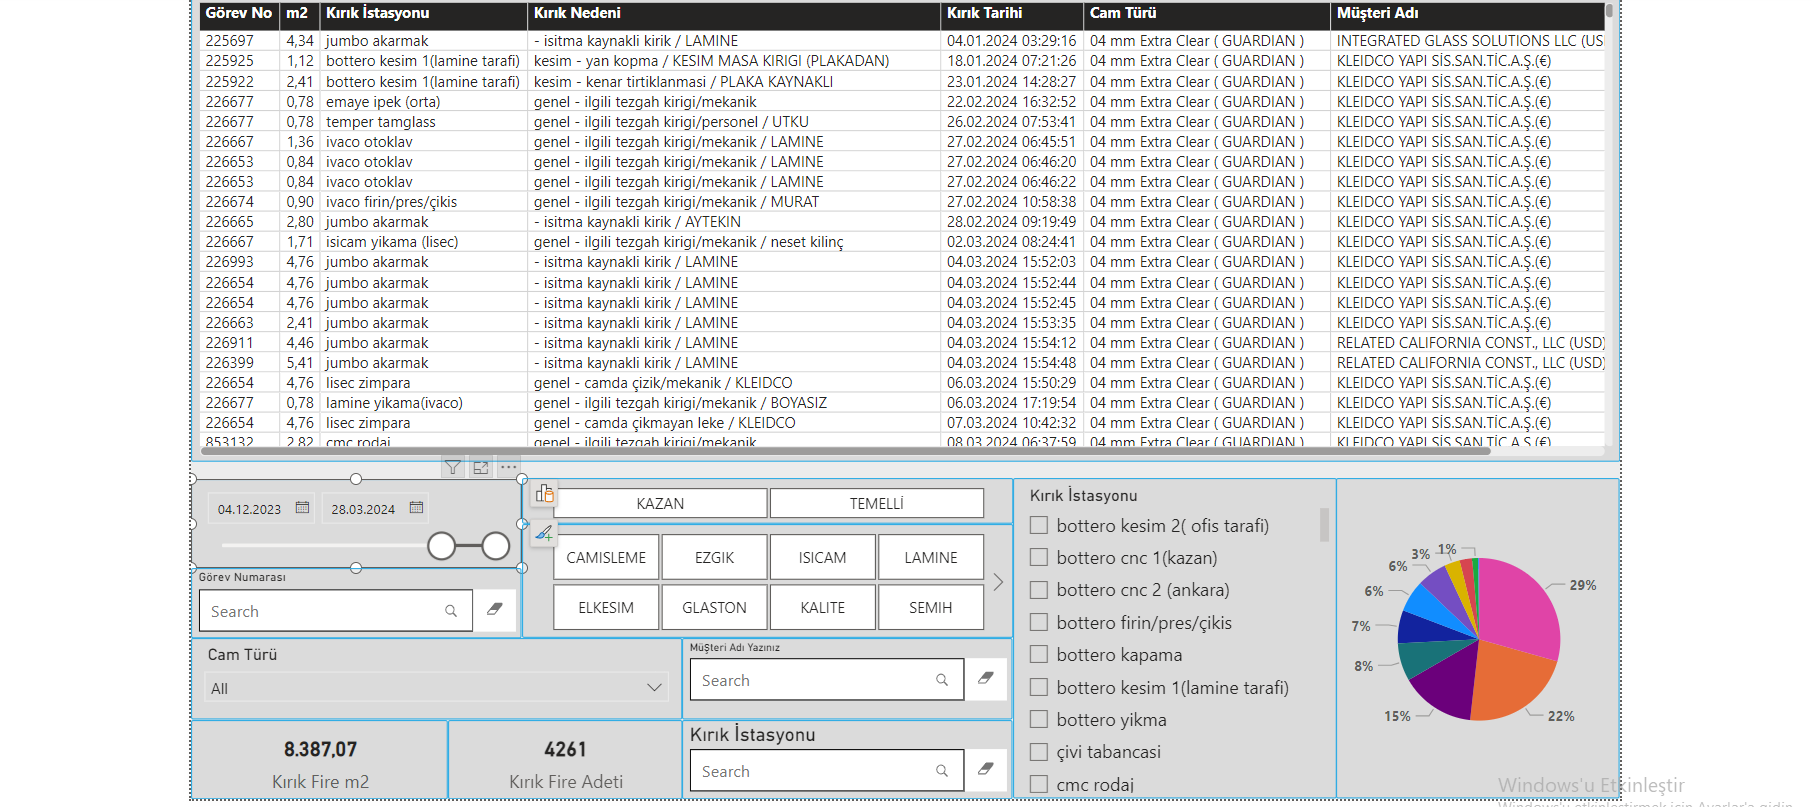 Görev No m2 Kırık İstasyonu Kırık Nedeni Kırık Tarihi Cam Türü Müşteri Adı
225697 4,34 jumbo akarmak - isitma kaynakli kirik / LAMINE 04.01.2024 03:29:16 04 mm Extra Clear ( GUARDIAN ) INTEGRATED GLASS SOLUTIONS LLC (US
225925 1,12 bottero kesim 1(lamine tarafi) kesim - yan kopma / KESIM MASA KIRIGI (PLAKADAN) 18.01.2024 07:21:26 04 mm Extra Clear ( GUARDIAN ) KLEIDCO YAPI SİS.SAN.TİC.A.Ş.(€)
225922 2,41 bottero kesim 1(lamine tarafi) kesim - kenar tirtiklanmasi / PLAKA KAYNAKLI 23.01.2024 14:28:27 04 mm Extra Clear ( GUARDIAN ) KLEIDCO YAPI SİS.SAN.TİC.A.Ş.(€)
226677 0,78 emaye ipek (orta) genel - ilgili tezgah kirigi/mekanik 22.02.2024 16:32:52 04 mm Extra Clear ( GUARDIAN ) KLEIDCO YAPI SİS.SAN.TİC.A.Ş.(€)
226677 0,78 temper tamglass genel - ilgili tezgah kirigi/personel / UTKU 26.02.2024 07:53:41 04 mm Extra Clear ( GUARDIAN ) KLEIDCO YAPI SİS.SAN.TİC.A.Ş.(€)
226667 1,36 ivaco otoklav genel - ilgili tezgah kirigi/mekanik / LAMINE 27.02.2024 06:45:51 04 mm Extra Clear ( GUARDIAN ) KLEIDCO YAPI SİS.SAN.TİC.A.Ş.(€)
226653 0,84 ivaco otoklav genel - ilgili tezgah kirigi/mekanik / LAMINE 27.02.2024 06:46:20 04 mm Extra Clear ( GUARDIAN ) KLEIDCO YAPI SİS.SAN.TİC.A.Ş.(€)
226653 0,84 ivaco otoklav genel - ilgili tezgah kirigi/mekanik / LAMINE 27.02.2024 06:46:22 04 mm Extra Clear ( GUARDIAN ) KLEIDCO YAPI SİS.SAN.TİC.A.Ş.(€)
226674 0,90 ivaco firin/pres/çikis genel - ilgili tezgah kirigi/mekanik / MURAT 27.02.2024 10:58:38 04 mm Extra Clear ( GUARDIAN ) KLEIDCO YAPI SİS.SAN.TİC.A.Ş.(€)
226665 2,80 jumbo akarmak - isitma kaynakli kirik / AYTEKIN 28.02.2024 09:19:49 04 mm Extra Clear ( GUARDIAN ) KLEIDCO YAPI SİS.SAN.TİC.A.Ş.(€)
226667 1,71 isicam yikama (lisec) genel - ilgili tezgah kirigi/mekanik / neset kilinç 02.03.2024 08:24:41 04 mm Extra Clear ( GUARDIAN ) KLEIDCO YAPI SİS.SAN.TİC.A.Ş.(€)
226993 4,76 jumbo akarmak - isitma kaynakli kirik / LAMINE 04.03.2024 15:52:03 04 mm Extra Clear ( GUARDIAN ) KLEIDCO YAPI SİS.SAN.TİC.A.Ş.(€)
226654 4,76 jumbo akarmak - isitma kaynakli kirik / LAMINE 04.03.2024 15:52:44 04 mm Extra Clear ( GUARDIAN ) KLEIDCO YAPI SİS.SAN.TİC.A.Ş.(€)
226654 4,76 jumbo akarmak - isitma kaynakli kirik / LAMINE 04.03.2024 15:52:45 04 mm Extra Clear ( GUARDIAN ) KLEIDCO YAPI SİS.SAN.TİC.A.Ş.(€)
226663 2,41 jumbo akarmak - isitma kaynakli kirik / LAMINE 04.03.2024 15:53:35 04 mm Extra Clear ( GUARDIAN ) KLEIDCO YAPI SİS.SAN.TİC.A.Ş.(€)
226911 4,46 jumbo akarmak - isitma kaynakli kirik / LAMINE 04.03.2024 15:54:12 04 mm Extra Clear ( GUARDIAN ) RELATED CALIFORNIA CONST., LLC (USD)
226399 5,41 jumbo akarmak - isitma kaynakli kirik / LAMINE 04.03.2024 15:54:48 04 mm Extra Clear ( GUARDIAN ) RELATED CALIFORNIA CONST., LLC (USD)
226654 4,76 lisec zimpara genel - camda çizik/mekanik / KLEIDCO 06.03.2024 15:50:29 04 mm Extra Clear ( GUARDIAN ) KLEIDCO YAPI SİS.SAN.TİC.A.Ş.(€)
226677 0,78 lamine yikama(ivaco) genel - ilgili tezgah kirigi/mekanik / BOYASIZ 06.03.2024 17:19:54 04 mm Extra Clear ( GUARDIAN ) KLEIDCO YAPI SİS.SAN.TİC.A.Ş.(€)
226654 4,76 lisec zimpara genel - camda çikmayan leke / KLEIDCO 07.03.2024 10:42:32 04 mm Extra Clear ( GUARDIAN ) KLEIDCO YAPI SİS.SAN.TİC.A.Ş.(€)
853132 2,82 cmc rodaj genel - ilgili tezgah kirigi/mekanik 08.03.2024 06:37:59 04 mm Extra Clear ( GUARDIAN ) KLEIDCO YAPI SİS.SAN.TİC.A.Ş.(€)
04.12.2023 28.03.2024
Görev Numarası
Search
KAZAN TEMELLİ
CAMISLEME EZGIK ISICAM LAMINE
ELKESIM GLASTON KALITE SEMIH
Cam Türü
All
Müşteri Adı Yazınız
Search
8.387,07
Kırık Fire m2
4261
Kırık Fire Adeti
Kırık İstasyonu
Search
Kırık İstasyonu
bottero kesim 2( ofis tarafi)
bottero cnc 1(kazan)
bottero cnc 2 (ankara)
bottero firin/pres/çikis
bottero kapama
bottero kesim 1(lamine tarafi)
bottero yikma
çivi tabancasi
cmc rodaj
29%
22%
15%
8%
7%
6%
6%
3%
1%
Windows'u Etkinleştir